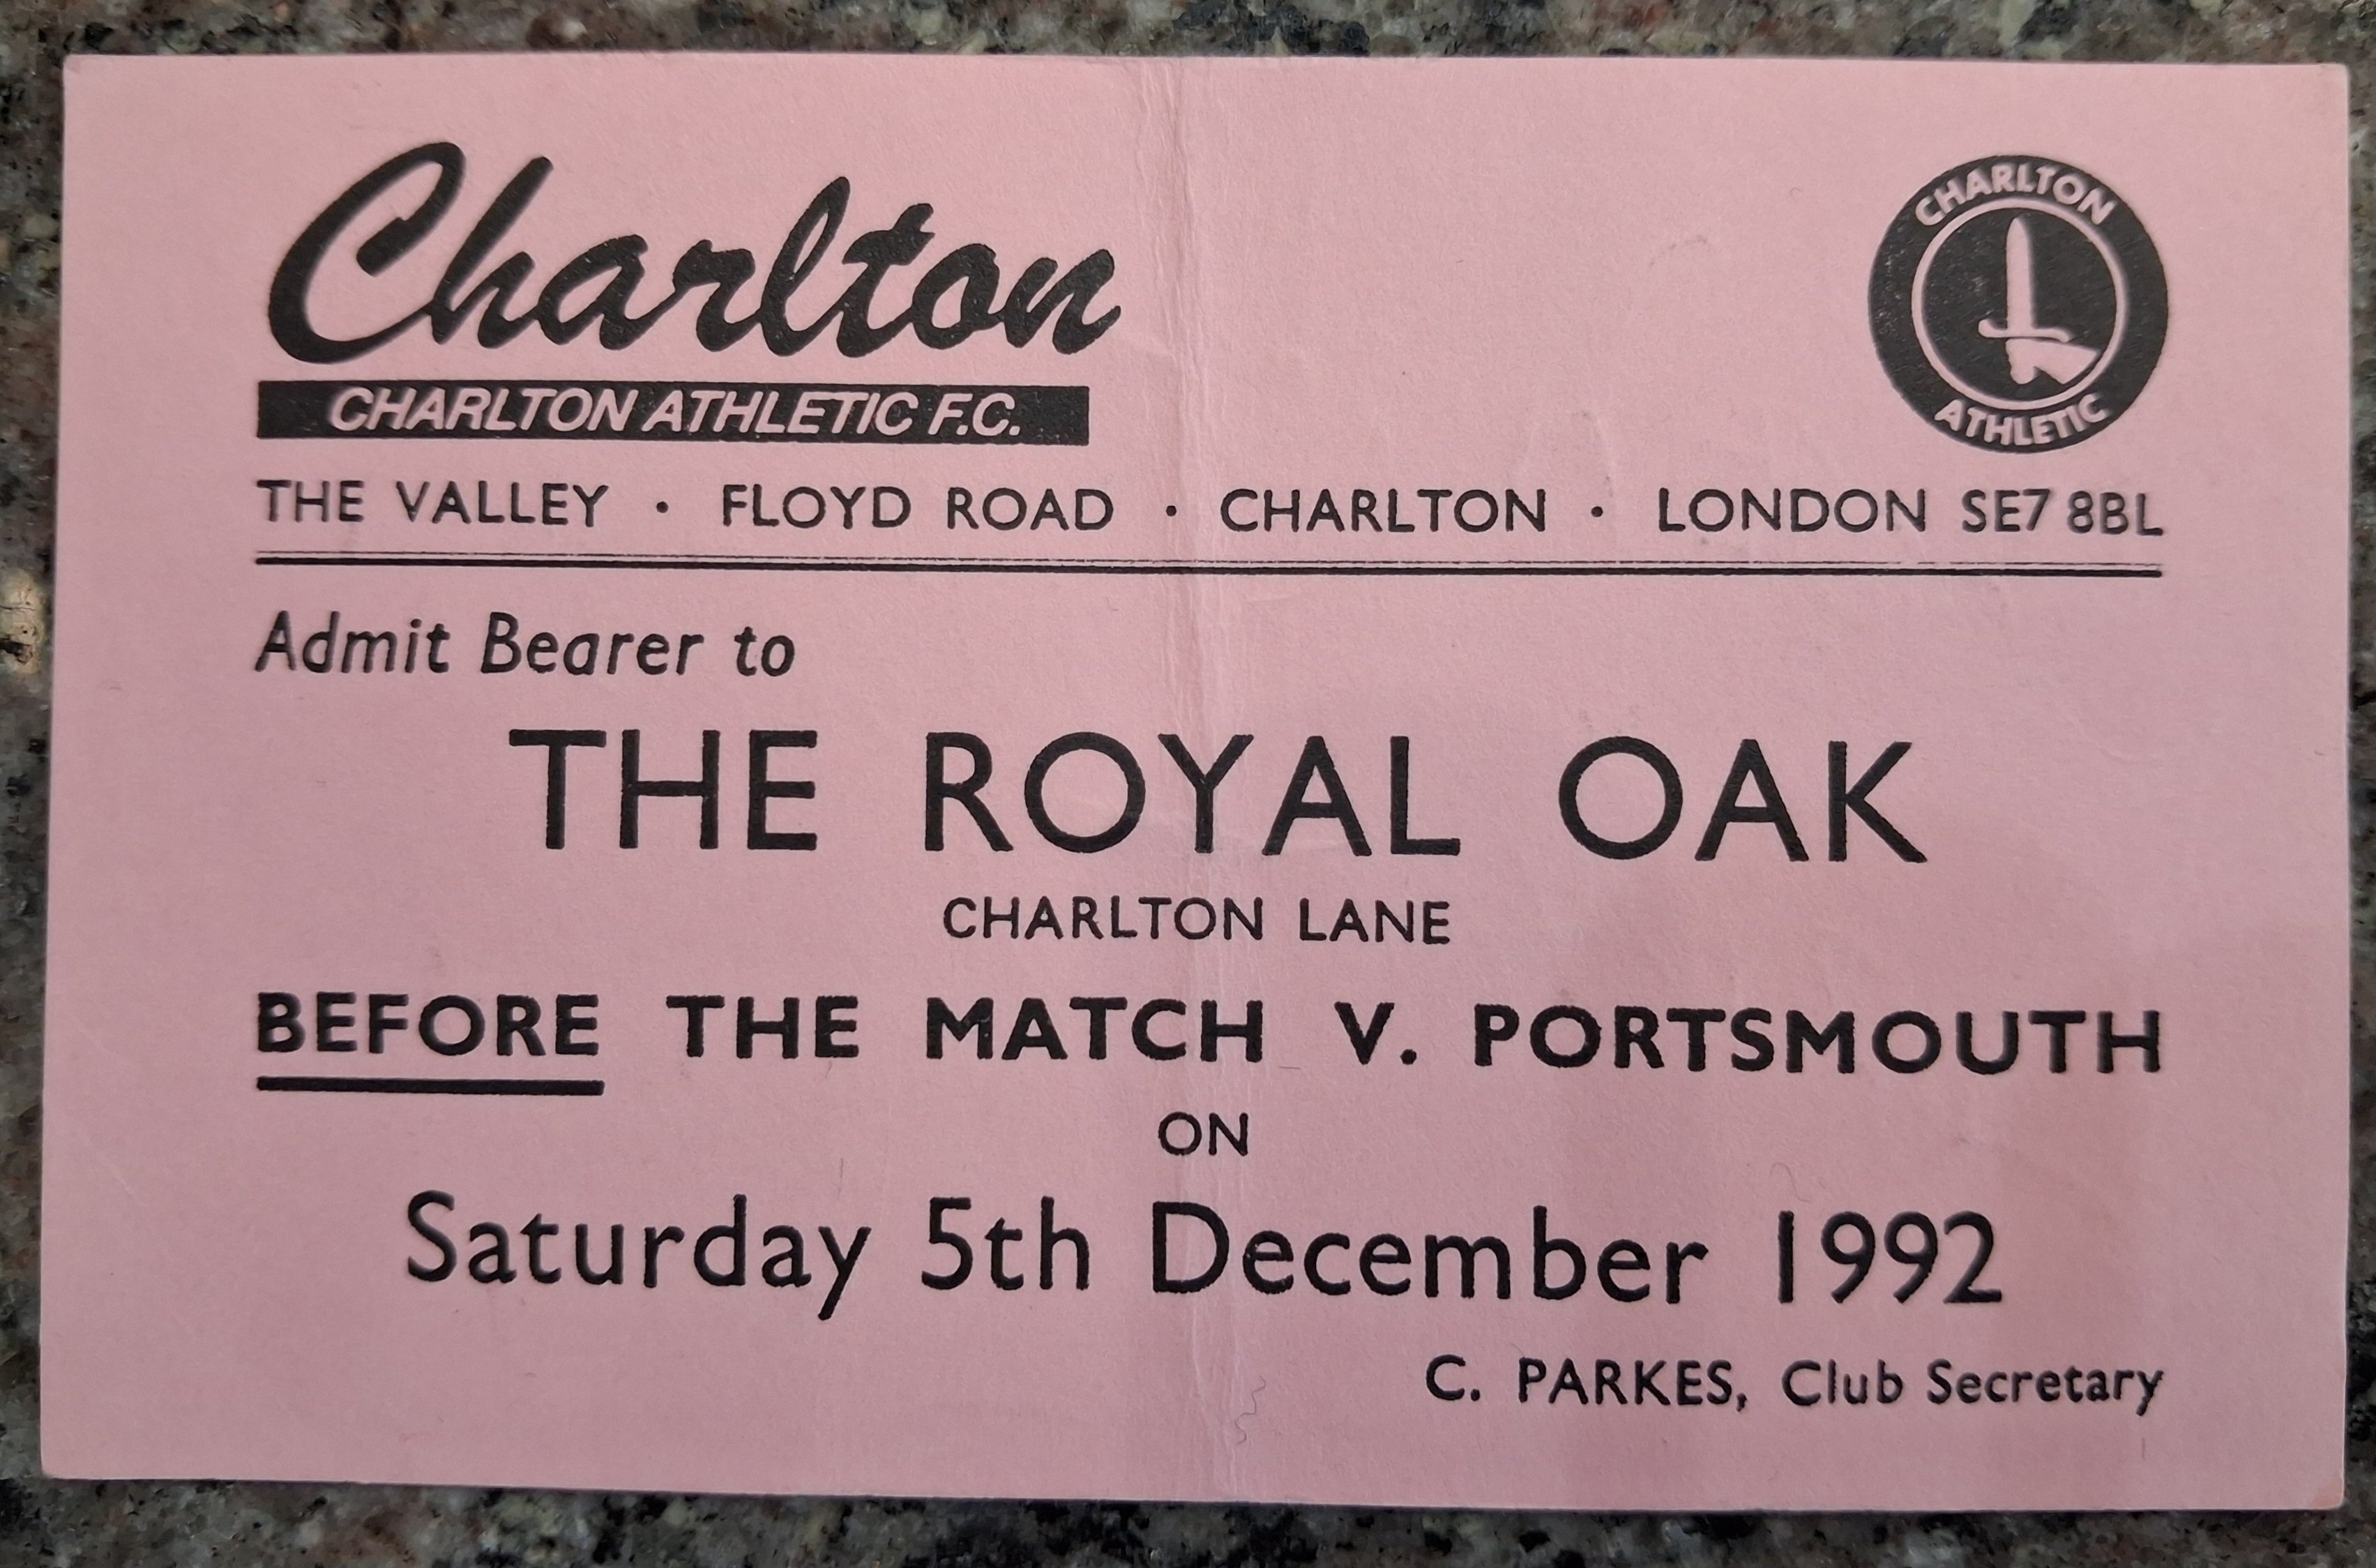 Charlton
CHARLTON ATHLETIC F.C.
CHARLTON
ATHLETIC
THE VALLEY · FLOYD ROAD · CHARLTON · LONDON SE7 8BL
Admit Bearer to
THE ROYAL OAK
CHARLTON LANE
BEFORE THE MATCH V. PORTSMOUTH
ON
Saturday 5th December 1992
C. PARKES, Club Secretary